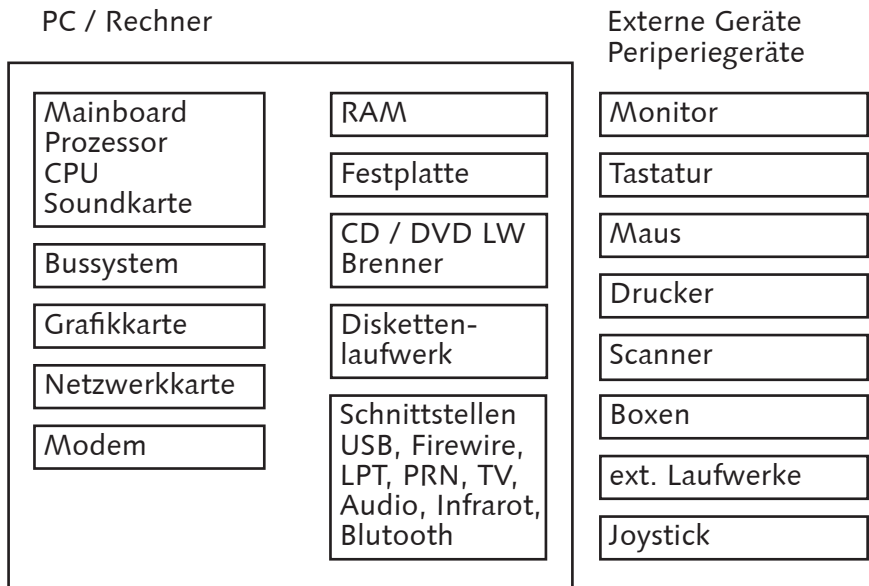 PC / Rechner
Mainboard
Prozessor
CPU
Soundkarte
Bussystem
Grafikkarte
Netzwerkkarte
Modem
RAM
Festplatte
CD / DVD LW
Brenner
Disketten-
laufwerk
Schnittstellen
USB, Firewire,
LPT, PRN, TV,
Audio, Infrarot,
Blutooth
Externe Geräte
Periperiegeräte
Monitor
Tastatur
Maus
Drucker
Scanner
Boxen
ext. Laufwerke
Joystick